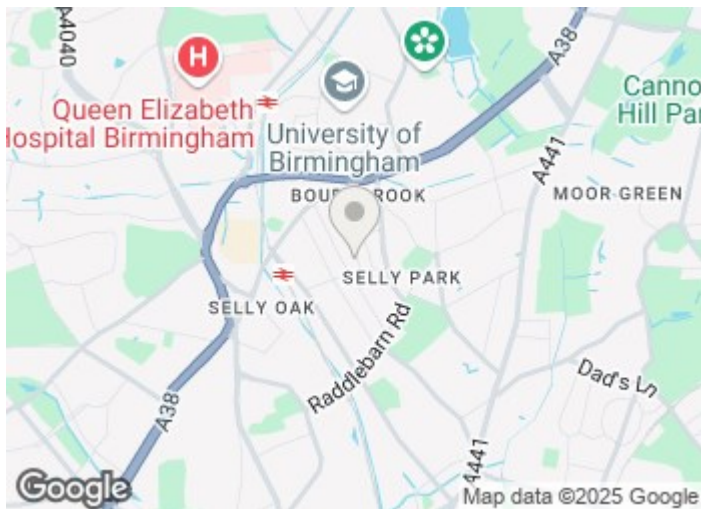 A4040
A38
H
Queen Elizabeth
Hospital Birmingham
University of
Birmingham
Canno
Hill Par
A441
MOOR GREEN
SELLY PARK
SELLY OAK
Raddlebarn Rd
Dad's Ln
A38
A441
Google
Map data ©2025 Google